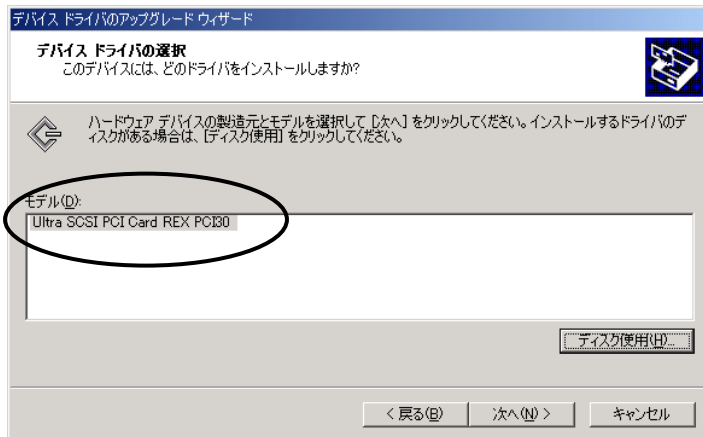 デバイス ドライバのアップグレード ウィザード
デバイス ドライバの選択
このデバイスには、どのドライバをインストールしますか?
ハードウェア デバイスの製造元とモデルを選択して [次へ] をクリックしてください。インストールするドライバのデ
ィスクがある場合は、[ディスク使用] をクリックしてください。
モデル(D):
Ultra SCSI PCI Card REX PCI30
ディスク使用(H)...
< 戻る(B)
次へ(N) >
キャンセル